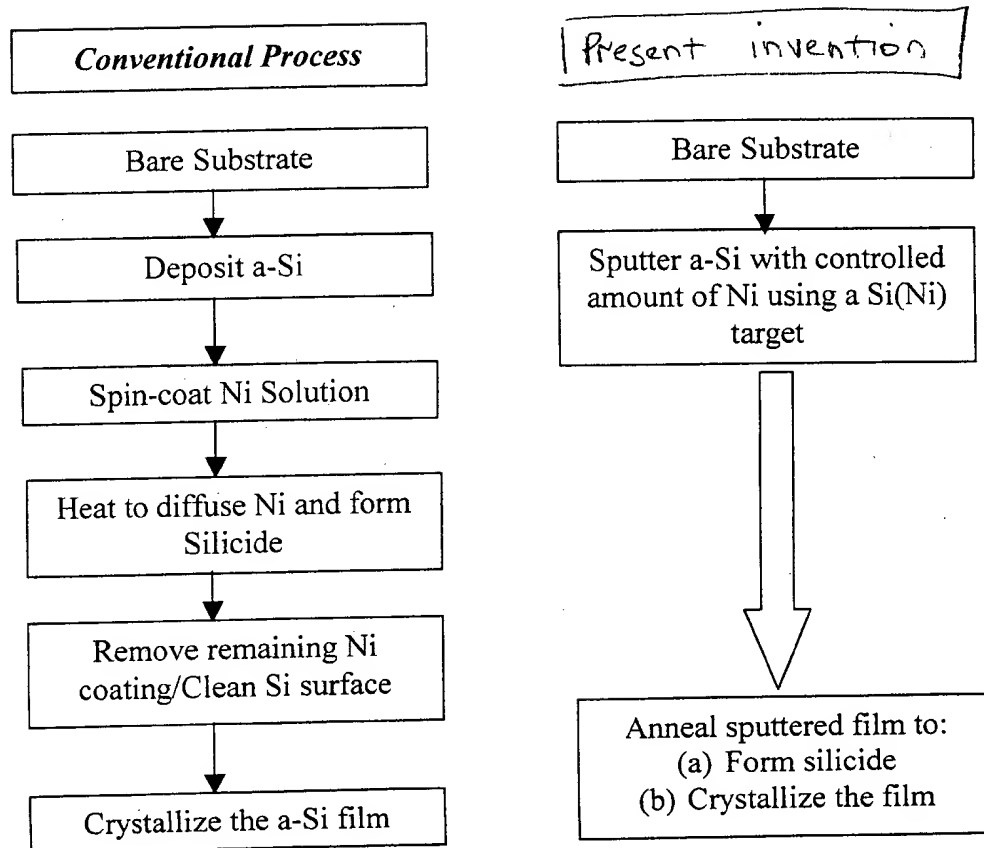 Conventional Process
Bare Substrate
Deposit a-Si
Spin-coat Ni Solution
Heat to diffuse Ni and form
Silicide
Remove remaining Ni
coating/Clean Si surface
Crystallize the a-Si film
Present invention
Bare Substrate
Sputter a-Si with controlled
amount of Ni using a Si(Ni)
target
Anneal sputtered film to:
(a) Form silicide
(b) Crystallize the film